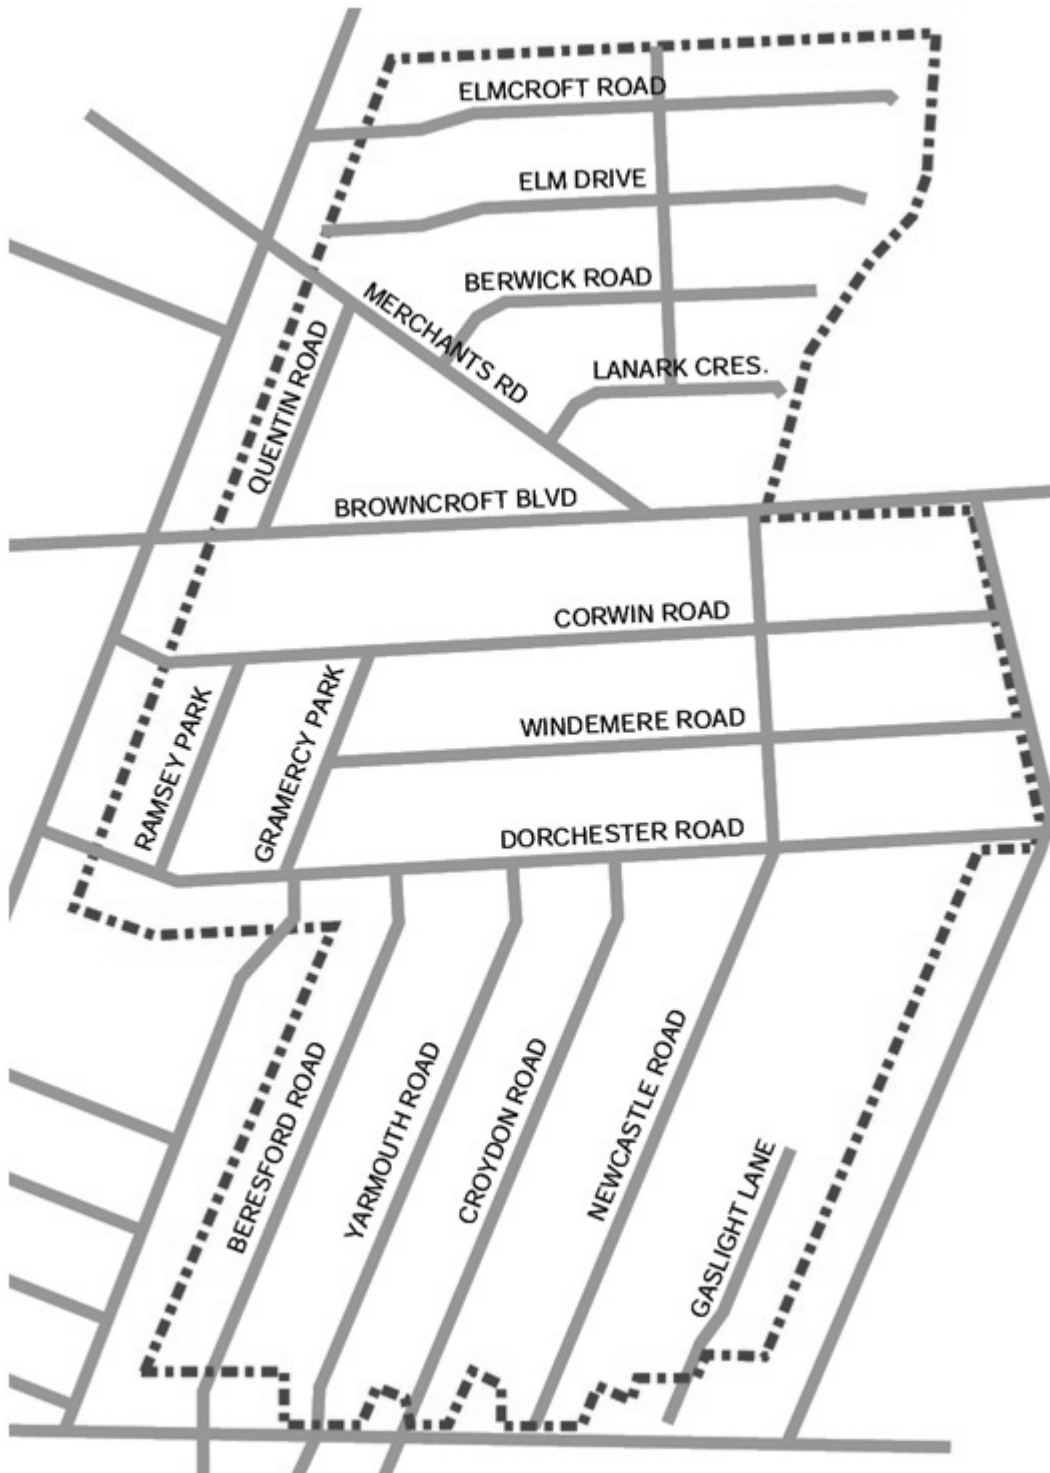 ELMCROFT ROAD
ELM DRIVE
BERWICK ROAD
MERCHANTS RD
QUENTIN ROAD
LANARK CRES.
BROWNCROFT BLVD
CORWIN ROAD
RAMSEY PARK
GRAMERCY PARK
WINDEMERE ROAD
DORCHESTER ROAD
BERESFORD ROAD
YARMOUTH ROAD
CROYDON ROAD
NEWCASTLE ROAD
GASLIGHT LANE